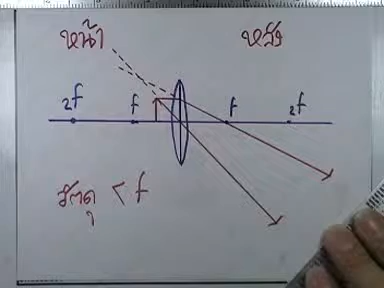 หน้า หลัง
2f f f 2f
วัตถุ < f